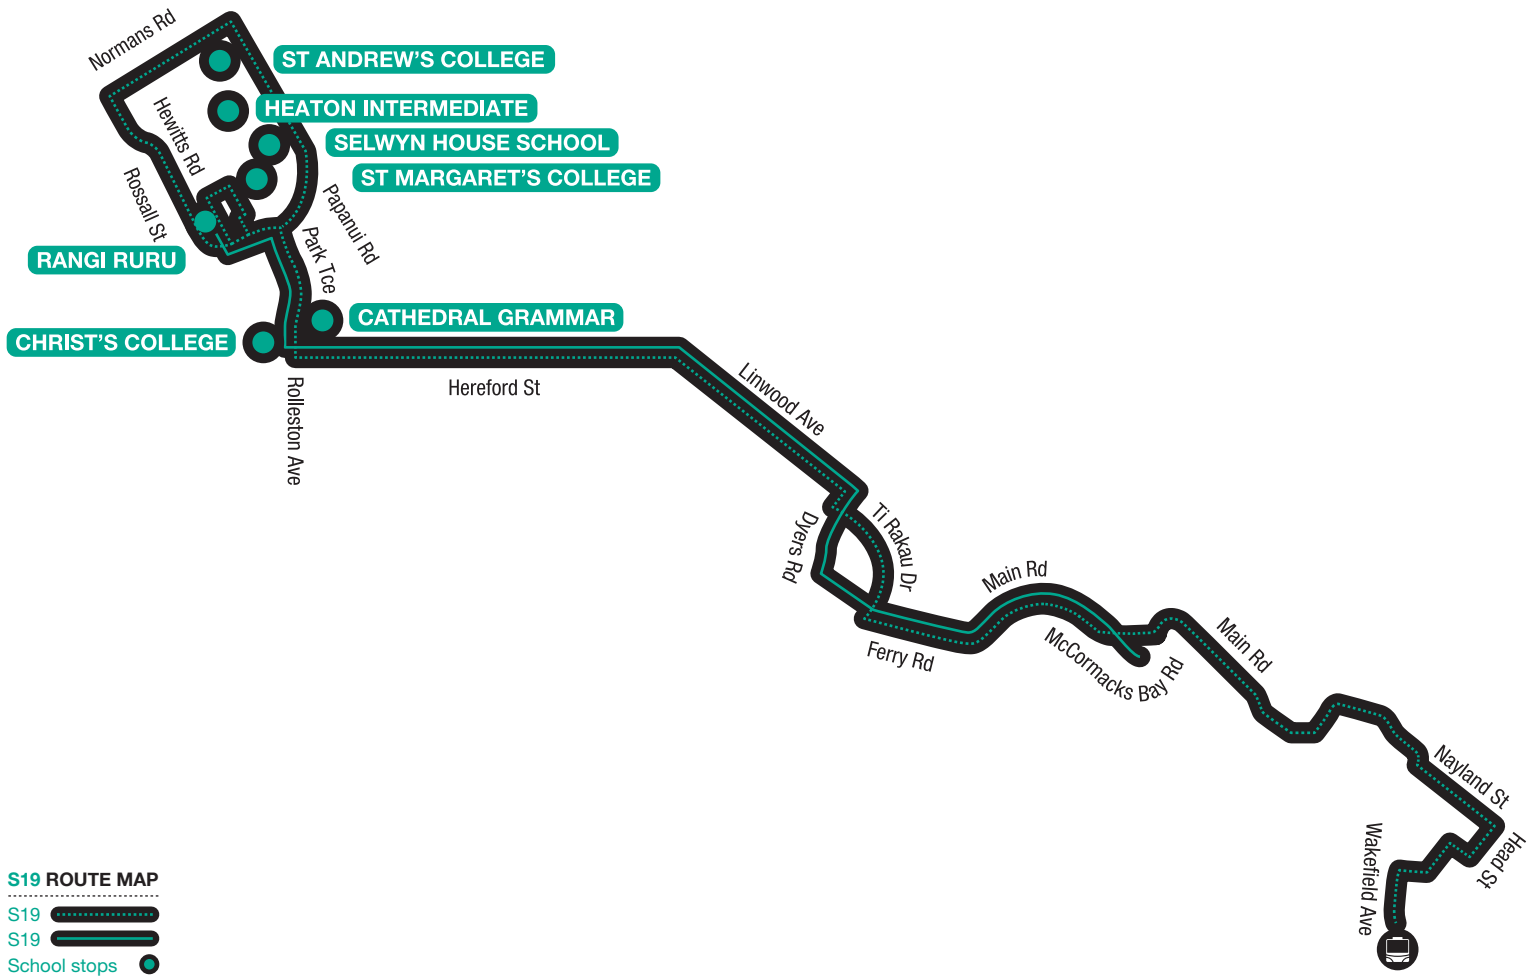 Normans Rd
ST ANDREW'S COLLEGE
HEATON INTERMEDIATE
Hewitts Rd
SELWYN HOUSE SCHOOL
ST MARGARET'S COLLEGE
Rossall St
Papanui Rd
Park Tce
RANGI RURU
CATHEDRAL GRAMMAR
CHRIST'S COLLEGE
Rolleston Ave
Hereford St
Linwood Ave
Dyers Rd
Ti Rakau Dr
Main Rd
Ferry Rd
McCormacks Bay Rd
Main Rd
Nayland St
Head St
Wakefield Ave
S19 ROUTE MAP
S19
S19
School stops